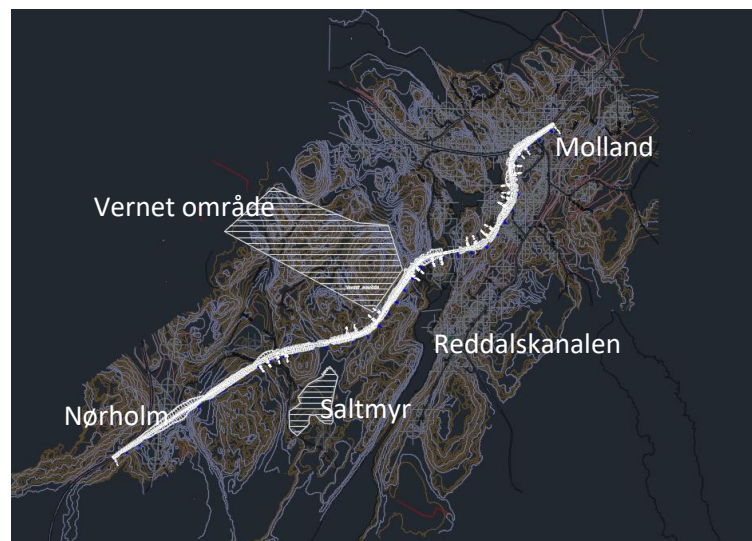 Molland
Vernet område
Reddalskanalen
Nørholm
Saltmyr